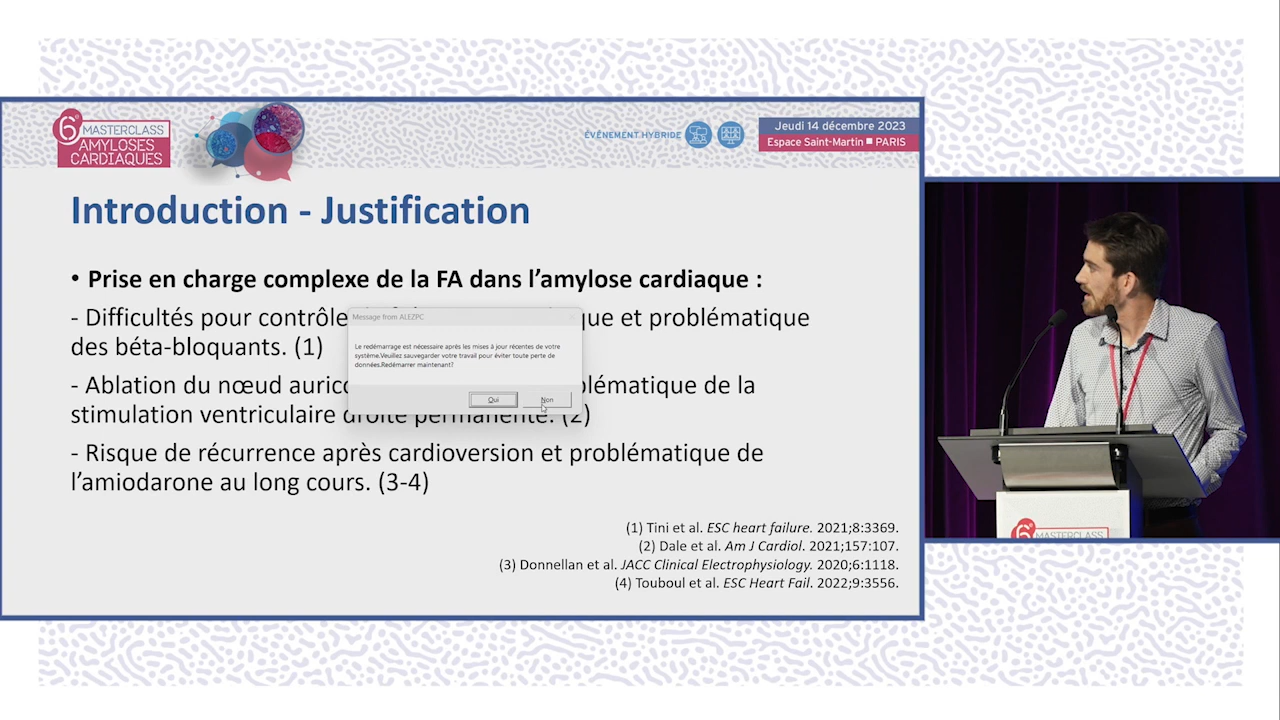 6e MASTERCLASS
AMYLOSES
CARDIAQUES
ÉVÉNEMENT HYBRIDE
Jeudi 14 décembre 2023
Espace Saint-Martin ■ PARIS
Introduction - Justification
• Prise en charge complexe de la FA dans l’amylose cardiaque :
- Difficultés pour contrôle que et problématique
des béta-bloquants. (1)
- Ablation du nœud de la
stimulation ventriculaire droite permanente. (2)
- Risque de récurrence après cardioversion et problématique de
l’amiodarone au long cours. (3-4)
Message from ALEZPC
Le redémarrage est nécessaire après les mises à jour récentes de votre
système.Veuillez sauvegarder votre travail pour éviter toute perte de
données.Redémarrer maintenant?
Oui
Non
(1) Tini et al. ESC heart failure. 2021;8:3369.
(2) Dale et al. Am J Cardiol. 2021;157:107.
(3) Donnellan et al. JACC Clinical Electrophysiology. 2020;6:1118.
(4) Touboul et al. ESC Heart Fail. 2022;9:3556.
6e MASTERCLASS